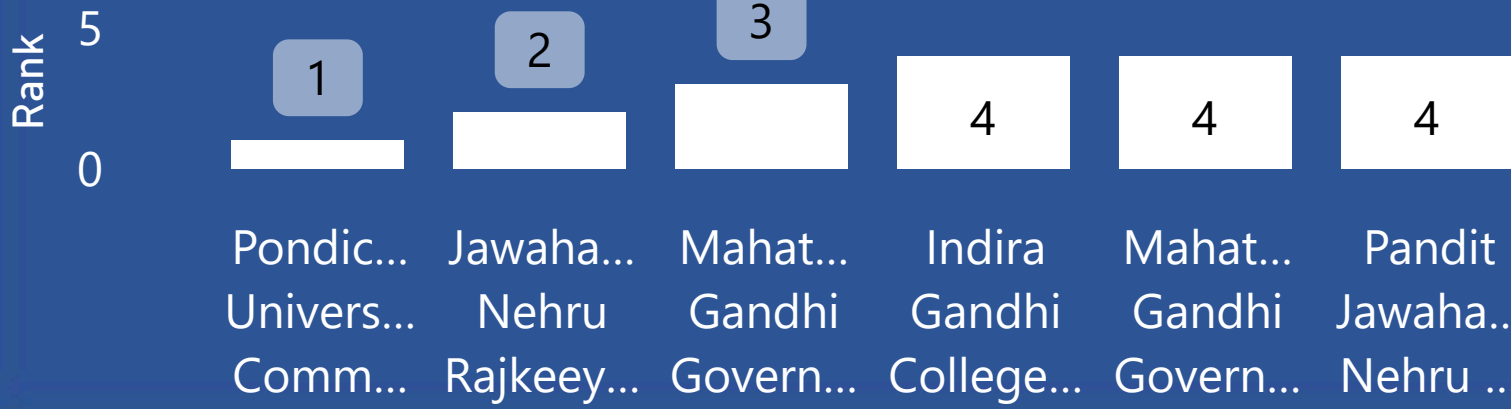 Rank
5
0
1
2
3
4
4
4
Pondic...
Univers...
Comm...
Jawaha...
Nehru
Rajkeey...
Mahat...
Gandhi
Govern...
Indira
Gandhi
College...
Mahat...
Gandhi
Govern...
Pandit
Jawaha..
Nehru ..